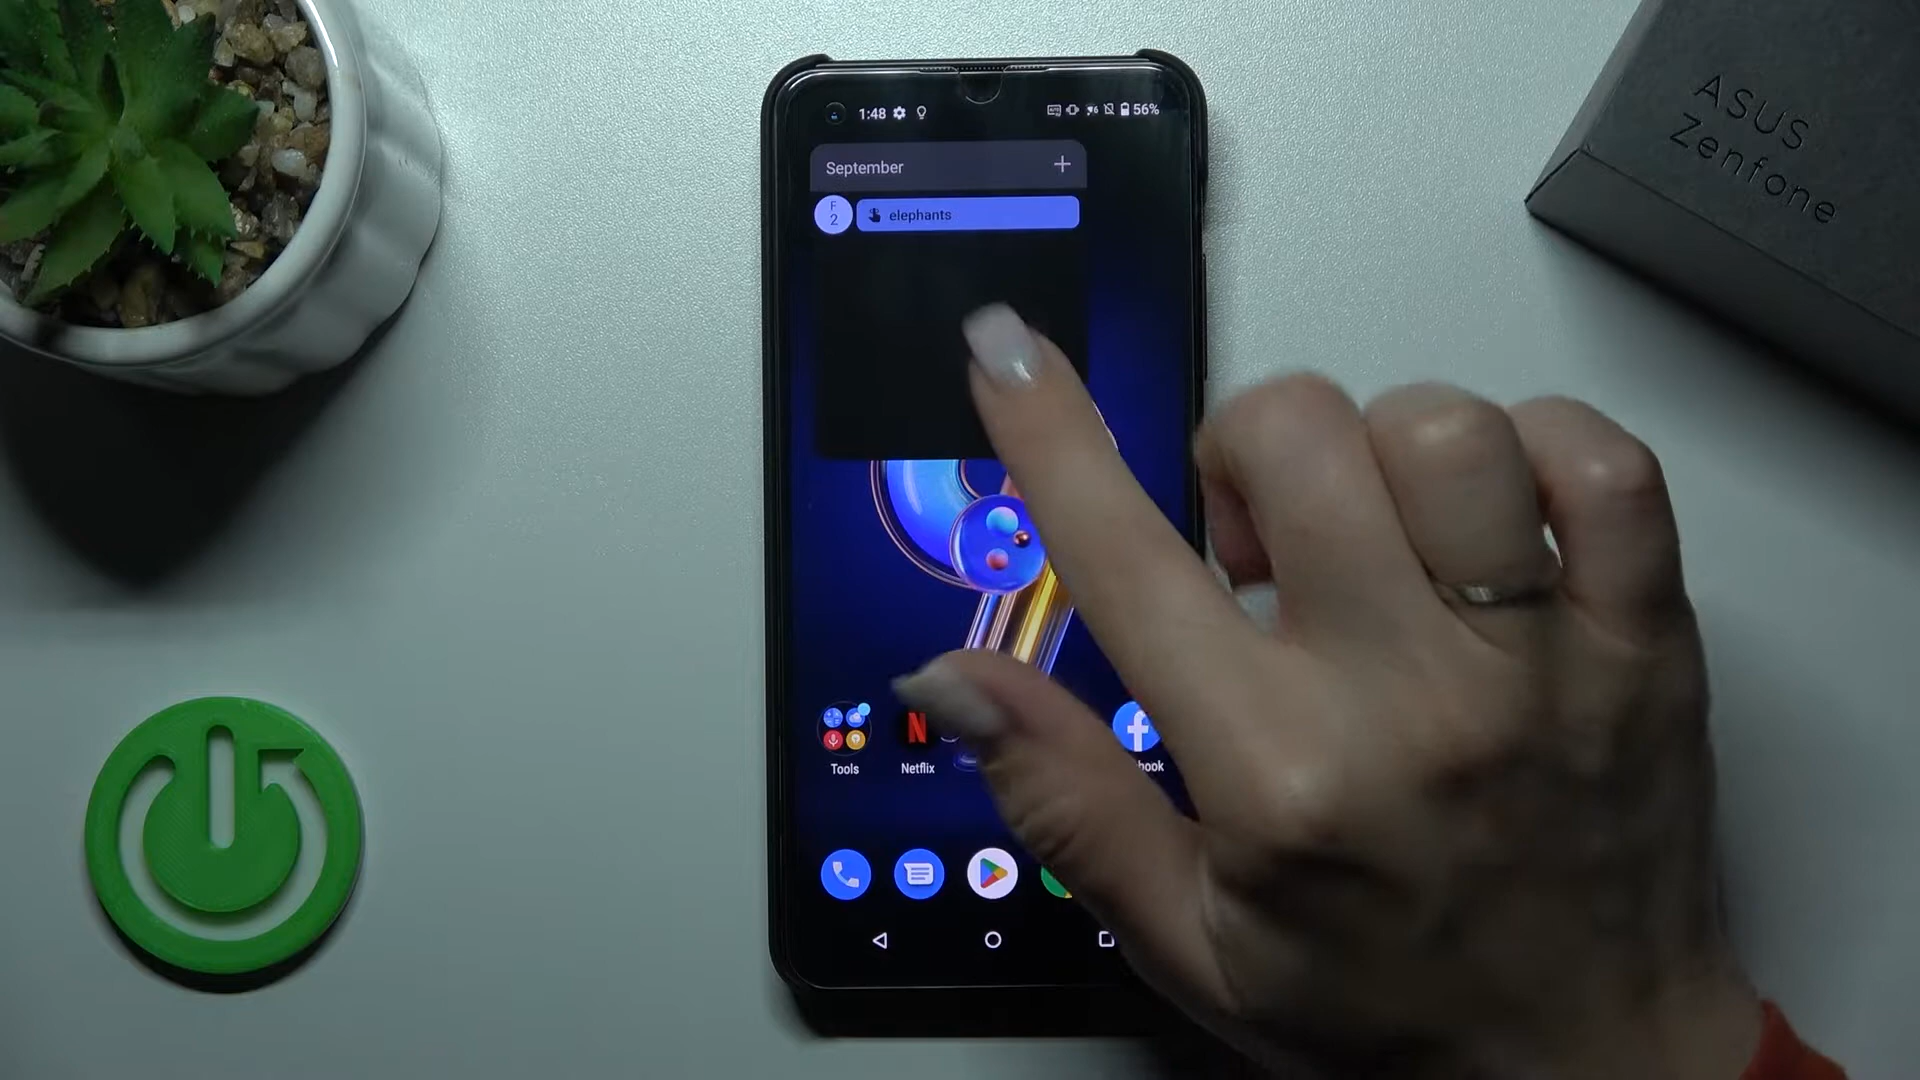 1:48
56%
September
F
2
elephants
Tools
Netflix
book
ASUS
Zenfone